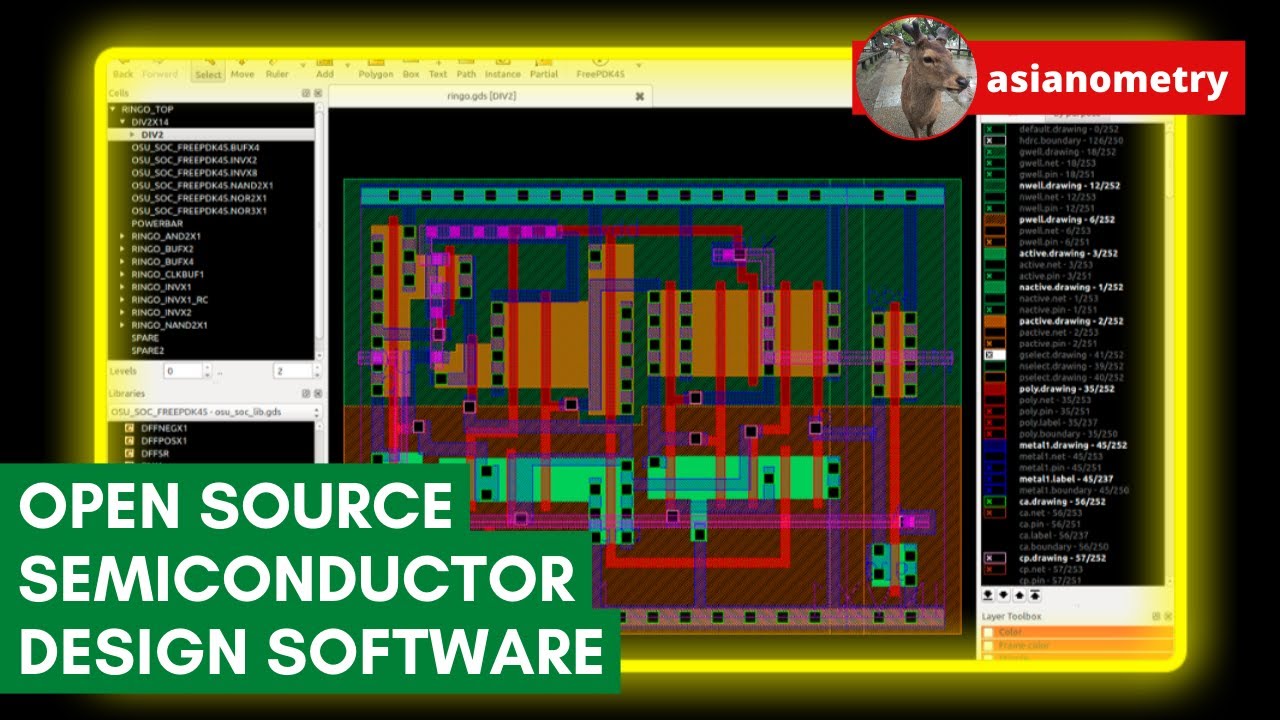 asianometry
Back Forward Select Move Ruler Add Polygon Box Text Path Instance Partial FreePDK45
Cells
ringo.gds [DIV2]
RINGO_TOP
DIV2X14
DIV2
OSU_SOC_FREEPDK45.BUFX4
OSU_SOC_FREEPDK45.INVX2
OSU_SOC_FREEPDK45.INVX8
OSU_SOC_FREEPDK45.NAND2X1
OSU_SOC_FREEPDK45.NOR2X1
OSU_SOC_FREEPDK45.NOR3X1
POWERBAR
RINGO_AND2X1
RINGO_BUFX2
RINGO_BUFX4
RINGO_CLKBUF1
RINGO_INVX1
RINGO_INVX1_RC
RINGO_INVX2
RINGO_NAND2X1
SPARE
SPARE2
Levels 0 .. 2
Libraries
OSU_SOC_FREEPDK45 - osu_soc_lib.gds
DFFNEGX1
DFFPOSX1
DFFSR
default.drawing - 0/252
hdrc.boundary - 126/250
gwell.drawing - 18/252
gwell.net - 18/253
gwell.pin - 18/251
nwell.drawing - 12/252
nwell.net - 12/253
nwell.pin - 12/251
pwell.drawing - 6/252
pwell.net - 6/253
pwell.pin - 6/251
active.drawing - 3/252
active.net - 3/253
active.pin - 3/251
nactive.drawing - 1/252
nactive.net - 1/253
nactive.pin - 1/251
pactive.drawing - 2/252
pactive.net - 2/253
pactive.pin - 2/251
gselect.drawing - 41/252
nselect.drawing - 39/252
pselect.drawing - 40/252
poly.drawing - 35/252
poly.net - 35/253
poly.pin - 35/251
poly.label - 35/237
poly.boundary - 35/250
metal1.drawing - 45/252
metal1.net - 45/253
metal1.pin - 45/251
metal1.label - 45/237
metal1.boundary - 45/250
ca.drawing - 56/252
ca.net - 56/253
ca.pin - 56/251
ca.label - 56/237
ca.boundary - 56/250
cp.drawing - 57/252
cp.net - 57/253
cp.pin - 57/251
Layer Toolbox
Color
Frame color
OPEN SOURCE
SEMICONDUCTOR
DESIGN SOFTWARE